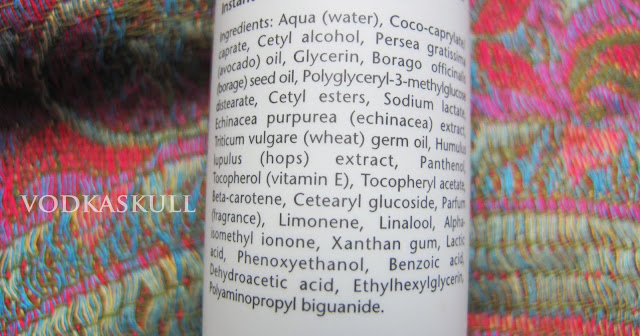 Instant
Ingredients: Aqua (water), Coco-caprylate/
caprate, Cetyl alcohol, Persea gratissima
(avocado) oil, Glycerin, Borago officinalis
(borage) seed oil, Polyglyceryl-3-methylglucose
distearate, Cetyl esters, Sodium lactate,
Echinacea purpurea (echinacea) extract,
Triticum vulgare (wheat) germ oil, Humulus
lupulus (hops) extract, Panthenol,
Tocopherol (vitamin E), Tocopheryl acetate,
Beta-carotene, Cetearyl glucoside, Parfum
(fragrance), Limonene, Linalool, Alpha-
isomethyl ionone, Xanthan gum, Lactic
acid, Phenoxyethanol, Benzoic acid,
Dehydroacetic acid, Ethylhexylglycerin,
Polyaminopropyl biguanide.
VODKASKULL